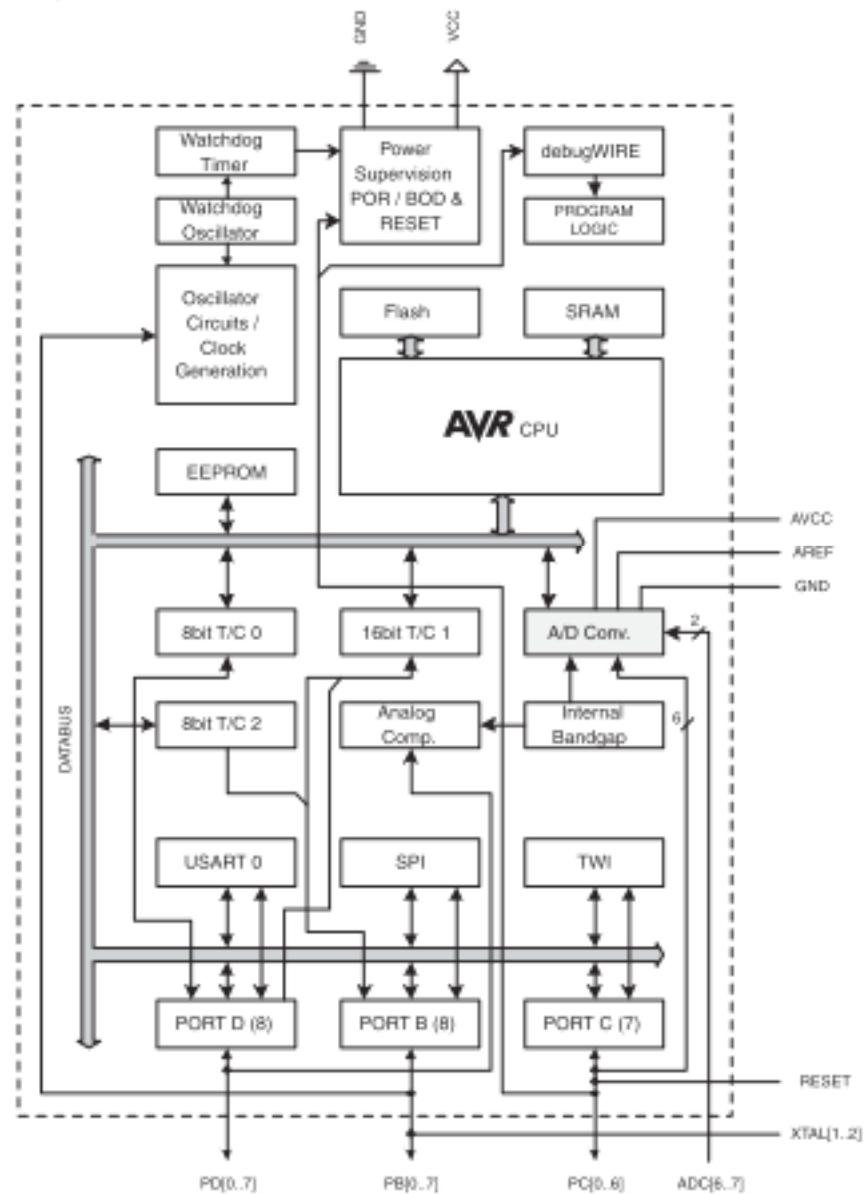 GND
VCC
Watchdog
Timer
Power
Supervision
POR / BOD &
RESET
debugWIRE
Watchdog
Oscillator
PROGRAM
LOGIC
Oscillator
Circuits /
Clock
Generation
Flash
SRAM
AVR CPU
EEPROM
AVCC
AREF
GND
8bit T/C 0
16bit T/C 1
A/D Conv.
2
DATABUS
8bit T/C 2
Analog
Comp.
Internal
Bandgap
6
USART 0
SPI
TWI
PORT D (8)
PORT B (8)
PORT C (7)
RESET
XTAL[1..2]
PD[0..7]
PB[0..7]
PC[0..6]
ADC[6..7]